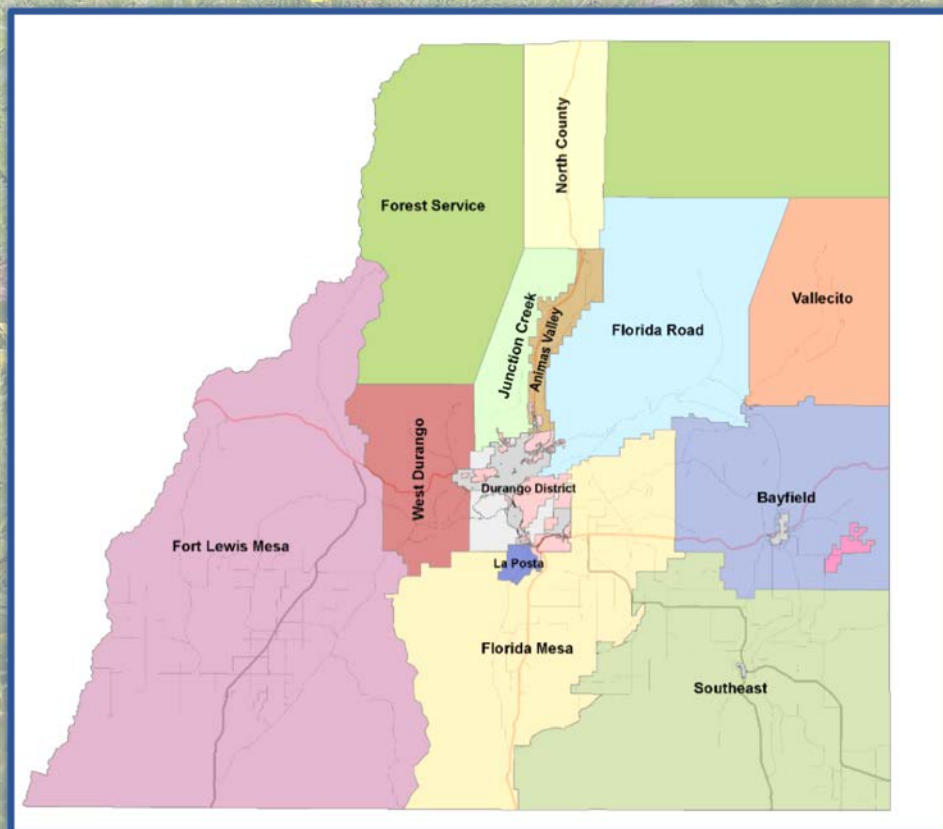 North County
Forest Service
Vallecito
Junction Creek
Animas Valley
Florida Road
West Durango
Durango District
Bayfield
Fort Lewis Mesa
La Posta
Florida Mesa
Southeast